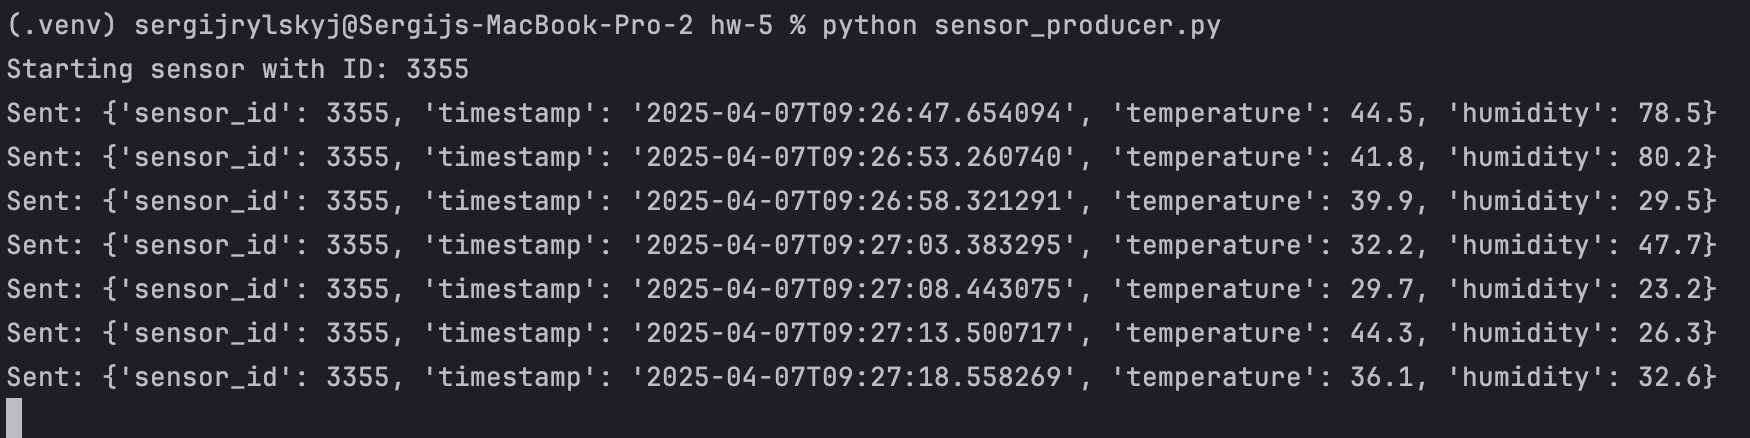 (.venv) sergijrylskyj@Sergijs-MacBook-Pro-2 hw-5 % python sensor_producer.py
Starting sensor with ID: 3355
Sent: {'sensor_id': 3355, 'timestamp': '2025-04-07T09:26:47.654094', 'temperature': 44.5, 'humidity': 78.5}
Sent: {'sensor_id': 3355, 'timestamp': '2025-04-07T09:26:53.260740', 'temperature': 41.8, 'humidity': 80.2}
Sent: {'sensor_id': 3355, 'timestamp': '2025-04-07T09:26:58.321291', 'temperature': 39.9, 'humidity': 29.5}
Sent: {'sensor_id': 3355, 'timestamp': '2025-04-07T09:27:03.383295', 'temperature': 32.2, 'humidity': 47.7}
Sent: {'sensor_id': 3355, 'timestamp': '2025-04-07T09:27:08.443075', 'temperature': 29.7, 'humidity': 23.2}
Sent: {'sensor_id': 3355, 'timestamp': '2025-04-07T09:27:13.500717', 'temperature': 44.3, 'humidity': 26.3}
Sent: {'sensor_id': 3355, 'timestamp': '2025-04-07T09:27:18.558269', 'temperature': 36.1, 'humidity': 32.6}